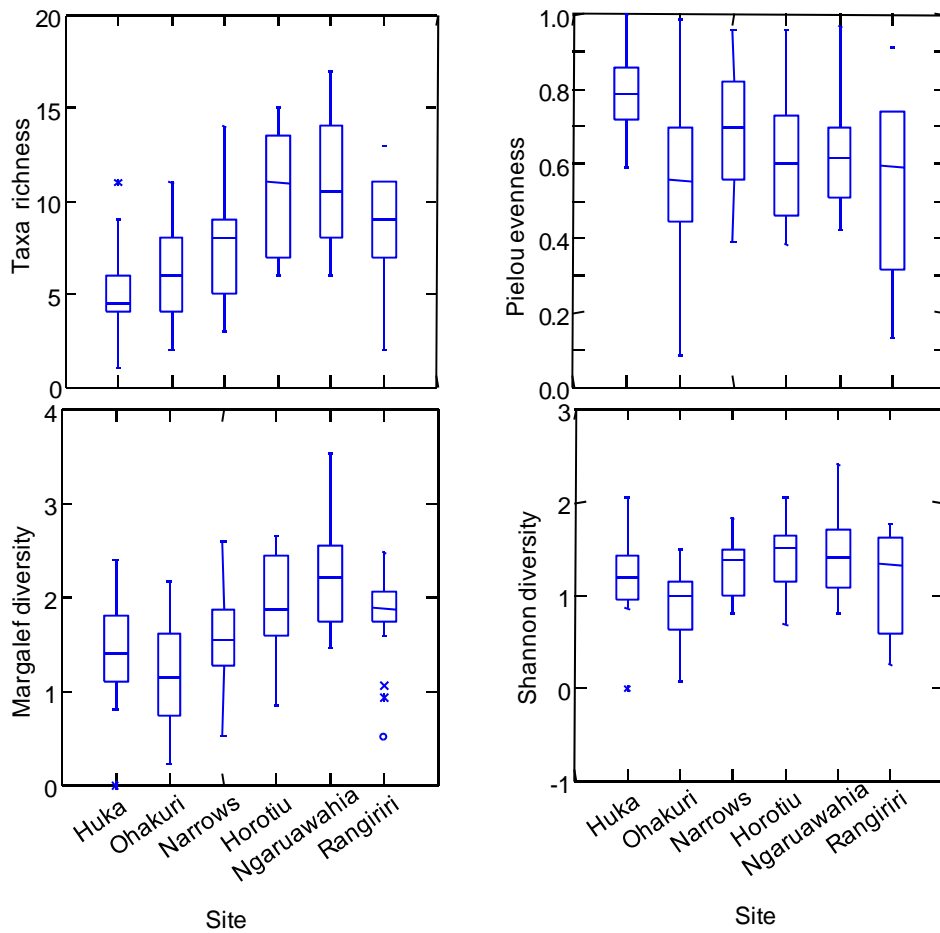 Taxa richness
20
15
10
5
0
Pielou evenness
1.0
0.8
0.6
0.4
0.2
0.0
Margalef diversity
4
3
2
1
0
Huka
Ohakuri
Narrows
Horotiu
Ngaruawahia
Rangiriri
Site
Shannon diversity
3
2
1
0
-1
Huka
Ohakuri
Narrows
Horotiu
Ngaruawahia
Rangiriri
Site